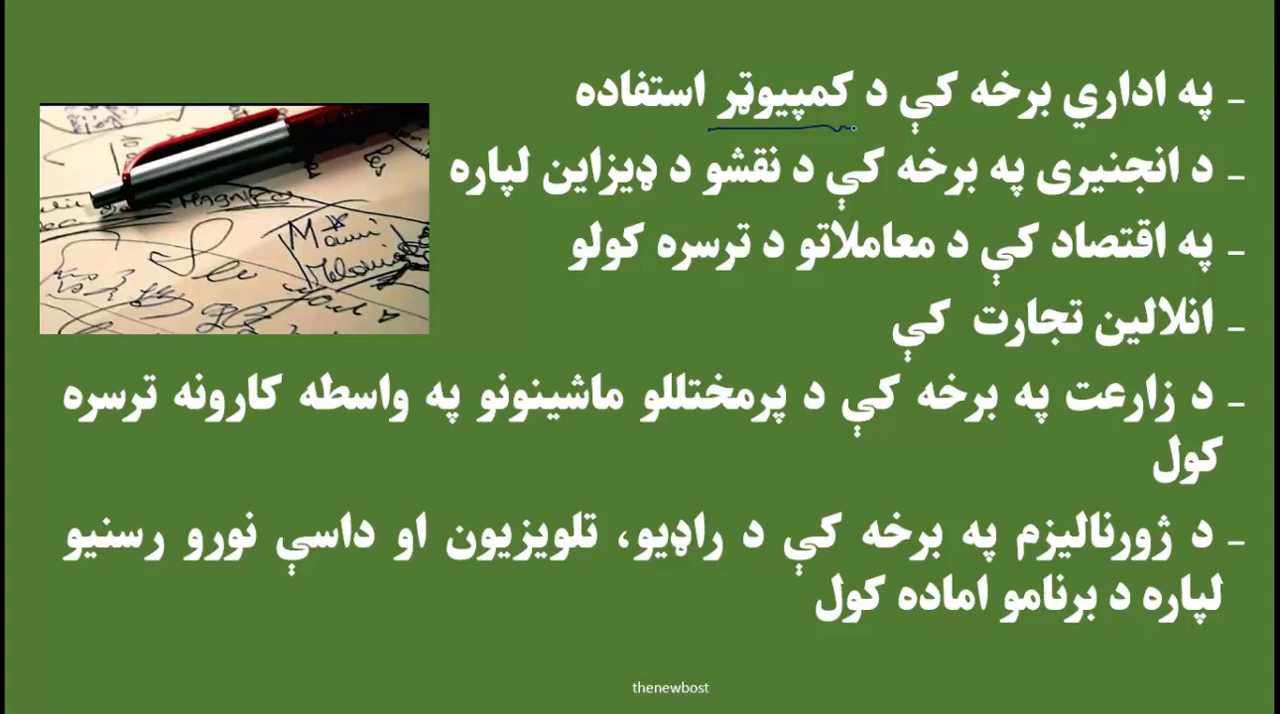 - په اداري برخه کې د کمپيوټر استفاده
- د انجنیری په برخه کې د نقشو د ډیزاین لپاره
- په اقتصاد کې د معاملاتو د ترسره کولو
- انلالین تجارت کې
- د زارعت په برخه کې د پرمختللو ماشینونو په واسطه کارونه ترسره
کول
- د ژورنالیزم په برخه کې د راډیو، تلویزیون او داسې نورو رسنیو
لپاره د برنامو اماده کول
thenewbost